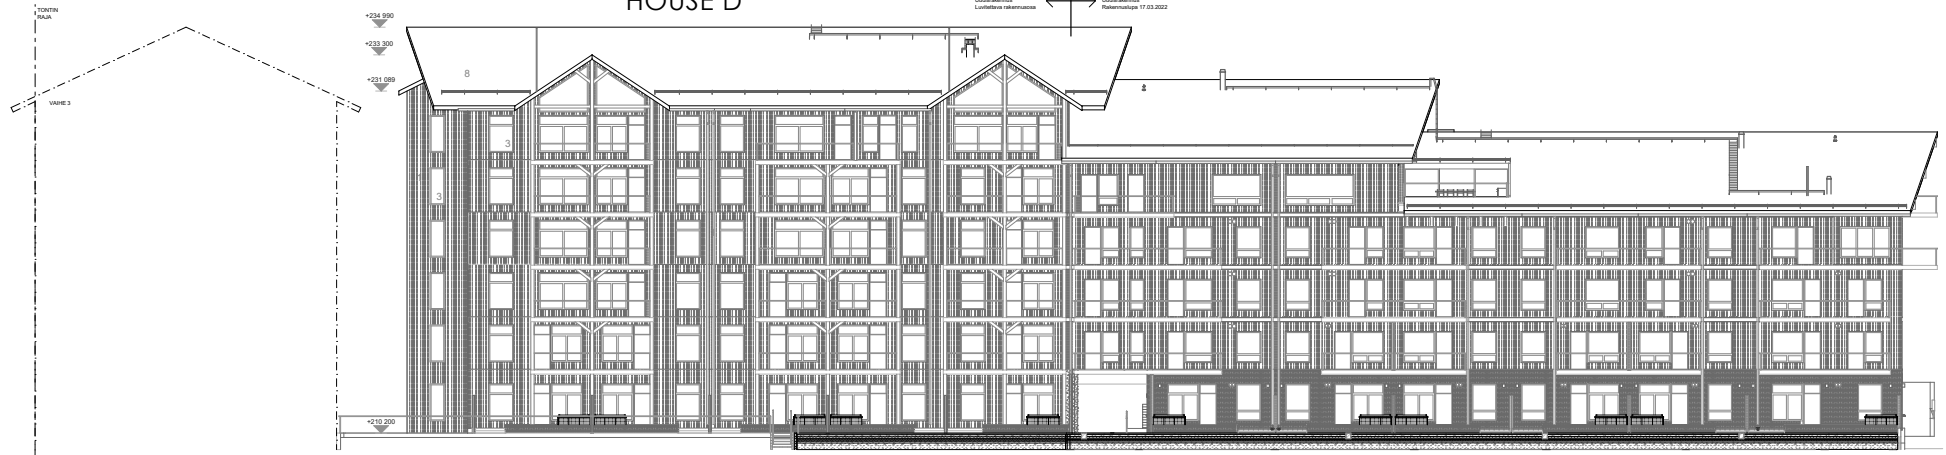 HOUSE D
TONTIN
RAJA
+234 990
Luvitettava rakennusosa
Rakennuslupa 17.03.2022
+233 300
8
+231 089
VAIHE 3
3
3
+210 200